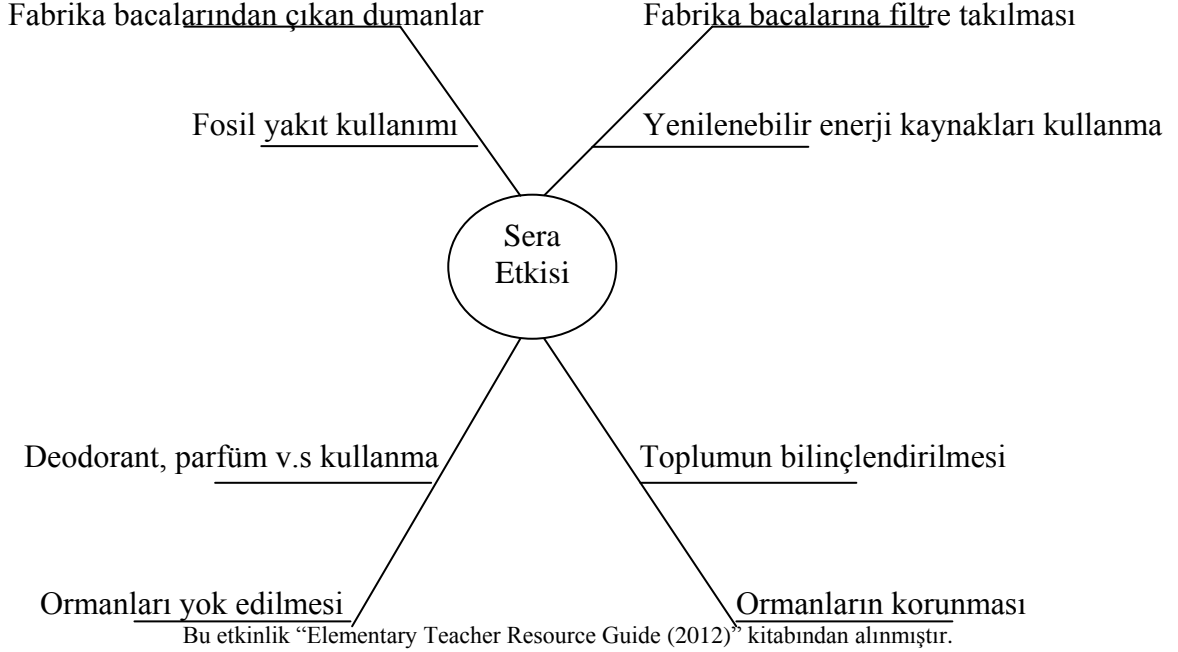 Fabrika bacalarından çıkan dumanlar
Fabrika bacalarına filtre takılması
Fosil yakıt kullanımı
Yenilenebilir enerji kaynakları kullanma
Sera
Etkisi
Deodorant, parfüm v.s kullanma
Toplumun bilinçlendirilmesi
Ormanları yok edilmesi
Ormanların korunması
Bu etkinlik “Elementary Teacher Resource Guide (2012)” kitabından alınmıştır.